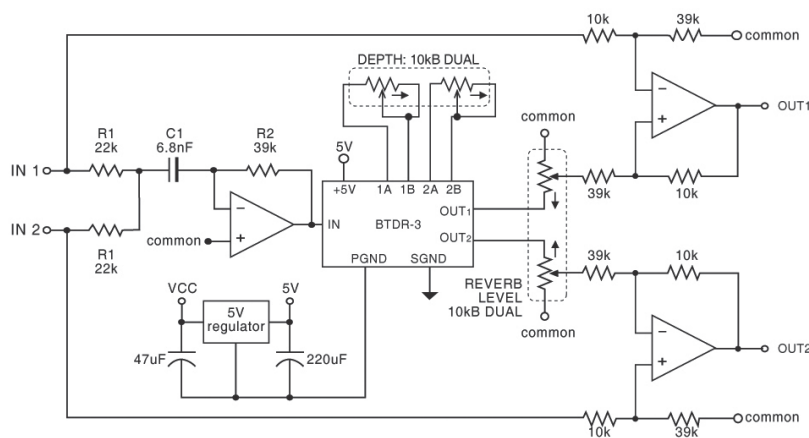 10k
39k
common
DEPTH: 10kB DUAL
OUT1
R1
22k
C1
6.8nF
R2
39k
5V
common
IN 1
+5V
1A
1B
2A
2B
39k
10k
OUT1
IN 2
common
IN
BTDR-3
OUT2
R1
22k
PGND
SGND
39k
10k
REVERB
LEVEL
10kB DUAL
VCC
5V
5V
regulator
common
47uF
220uF
OUT2
common
10k
39k